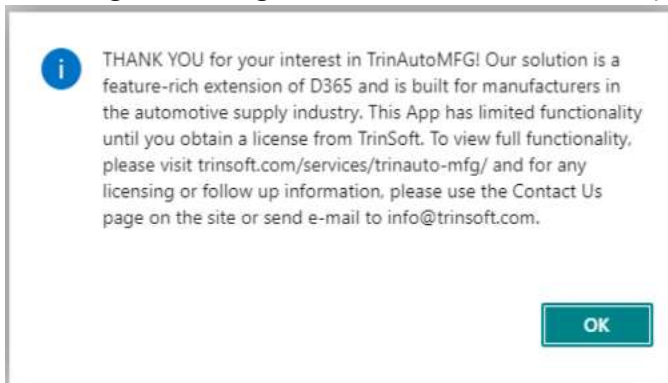 i
THANK YOU for your interest in TrinAutoMFG! Our solution is a
feature-rich extension of D365 and is built for manufacturers in
the automotive supply industry. This App has limited functionality
until you obtain a license from TrinSoft. To view full functionality,
please visit trinsoft.com/services/trinauto-mfg/ and for any
licensing or follow up information, please use the Contact Us
page on the site or send e-mail to info@trinsoft.com.
OK